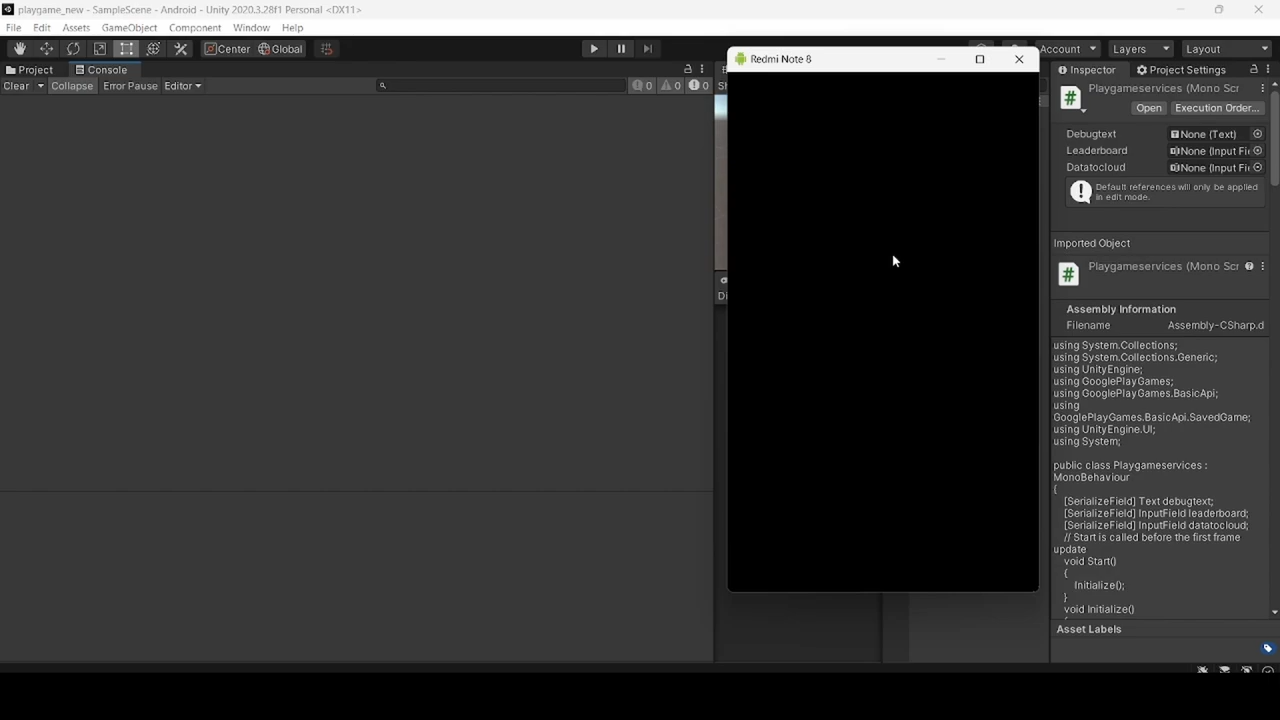 playgame_new - SampleScene - Android - Unity 2020.3.28f1 Personal <DX11>
File Edit Assets GameObject Component Window Help
Center Global Account Layers Layout
Redmi Note 8
Project Console
Inspector Project Settings
Clear Collapse Error Pause Editor 0 0 0
Playgameservices (Mono Scr
Open Execution Order...
Debugtext None (Text)
Leaderboard None (Input Fi
Datatocloud None (Input Fi
Default references will only be applied
in edit mode.
Imported Object
Playgameservices (Mono Scr
Assembly Information
Filename Assembly-CSharp.d
using System.Collections;
using System.Collections.Generic;
using UnityEngine;
using GooglePlayGames;
using GooglePlayGames.BasicApi;
using
GooglePlayGames.BasicApi.SavedGame;
using UnityEngine.UI;
using System;
public class Playgameservices :
MonoBehaviour
{
[SerializeField] Text debugtext;
[SerializeField] InputField leaderboard;
[SerializeField] InputField datatocloud;
// Start is called before the first frame
update
void Start()
{
Initialize();
}
void Initialize()
Asset Labels